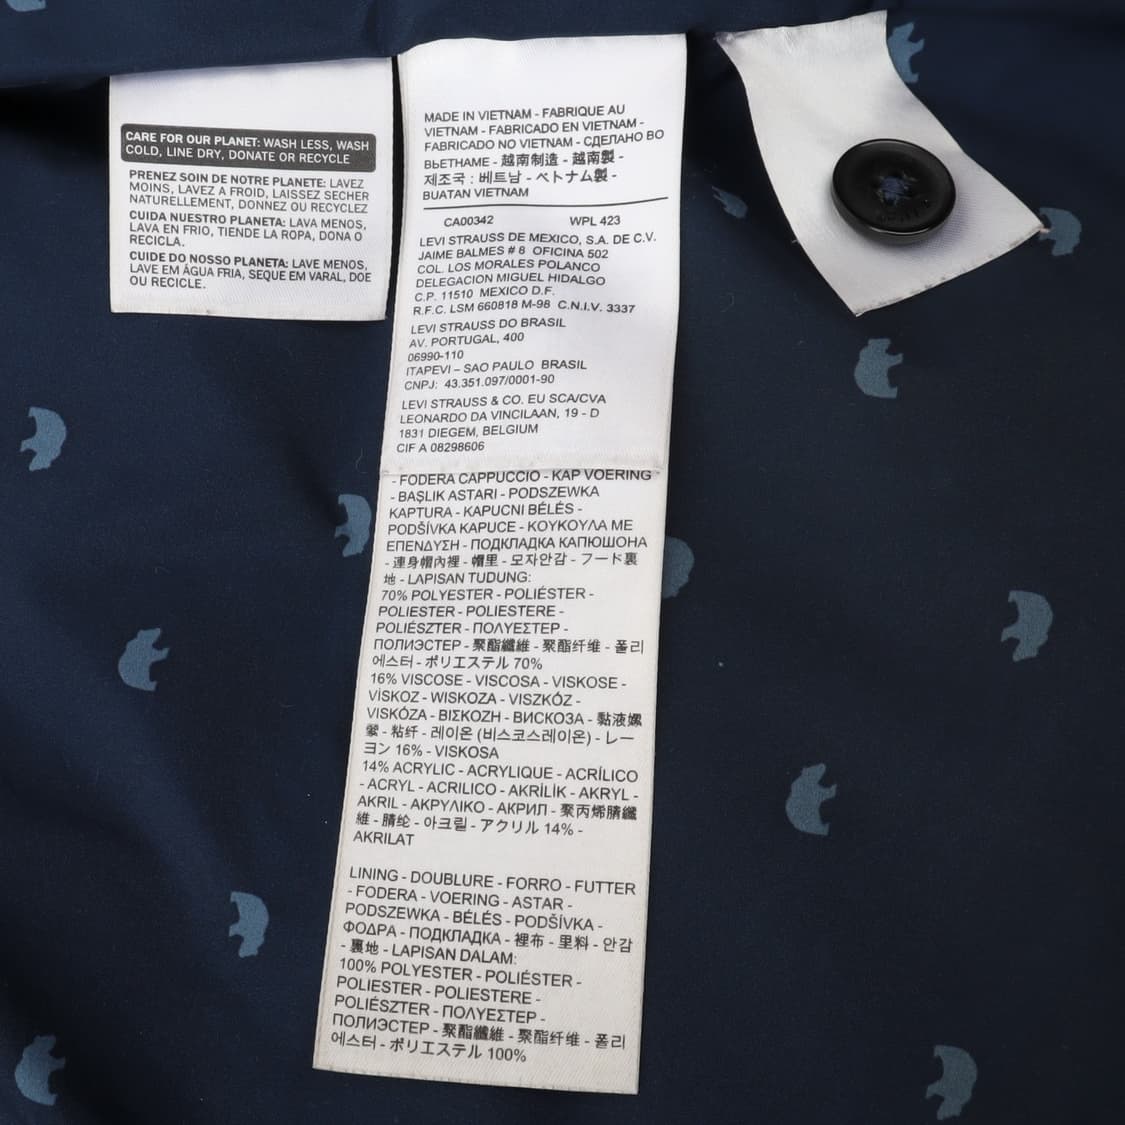 CARE FOR OUR PLANET: WASH LESS, WASH
COLD, LINE DRY, DONATE OR RECYCLE
PRENEZ SOIN DE NOTRE PLANETE: LAVEZ
MOINS, LAVEZ A FROID, LAISSEZ SECHER
NATURELLEMENT, DONNEZ OU RECYCLEZ
CUIDA NUESTRO PLANETA: LAVA MENOS,
LAVA EN FRIO, TIENDE LA ROPA, DONA O
RECICLA.
CUIDE DO NOSSO PLANETA: LAVE MENOS,
LAVE EM ÁGUA FRIA, SEQUE EM VARAL, DOE
OU RECICLE.
MADE IN VIETNAM - FABRIQUE AU
VIETNAM - FABRICADO EN VIETNAM -
FABRICADO NO VIETNAM - СДЕЛАНО ВО
ВЬЕТНАМЕ - 越南制造 - 越南製 -
제조국 : 베트남 - ベトナム製 -
BUATAN VIETNAM
CA00342 WPL 423
LEVI STRAUSS DE MEXICO, S.A. DE C.V.
JAIME BALMES # 8 OFICINA 502
COL. LOS MORALES POLANCO
DELEGACION MIGUEL HIDALGO
C.P. 11510 MEXICO D.F.
R.F.C. LSM 660818 M-98 C.N.I.V. 3337
LEVI STRAUSS DO BRASIL
AV. PORTUGAL, 400
06990-110
ITAPEVI – SAO PAULO BRASIL
CNPJ: 43.351.097/0001-90
LEVI STRAUSS & CO. EU SCA/CVA
LEONARDO DA VINCILAAN, 19 - D
1831 DIEGEM, BELGIUM
CIF A 08298606
- FODERA CAPPUCCIO - KAP VOERING
- BAŞLIK ASTARI - PODSZEWKA
KAPTURA - KAPUCNI BÉLÉS -
PODŠÍVKA KAPUCE - ΚΟΥΚΟΥΛΑ ΜΕ
ΕΠΕΝΔΥΣΗ - ПОДКЛАДКА КАПЮШОНА
- 連身帽內裡 - 帽里 - 모자안감 - フード裏
地 - LAPISAN TUDUNG:
70% POLYESTER - POLIÉSTER -
POLIESTER - POLIESTERE -
POLIÉSZTER - ΠΟΛΥΕΣΤΕΡ -
ПОЛИЭСТЕР - 聚酯纖維 - 聚酯纤维 - 폴리
에스터 - ポリエステル 70%
16% VISCOSE - VISCOSA - VISKOSE -
VİSKOZ - WISKOZA - VISZKÓZ -
VISKÓZA - ΒΙΣΚΟΖΗ - ВИСКОЗА - 黏液嫘
縈 - 粘纤 - 레이온 (비스코스레이온) - レー
ヨン 16% - VISKOSA
14% ACRYLIC - ACRYLIQUE - ACRÍLICO
- ACRYL - ACRILICO - AKRİLİK - AKRYL -
AKRIL - ΑΚΡΥΛΙΚΟ - АКРИЛ - 聚丙烯腈纖
維 - 腈纶 - 아크릴 - アクリル 14% -
AKRILAT
LINING - DOUBLURE - FORRO - FUTTER
- FODERA - VOERING - ASTAR -
PODSZEWKA - BÉLÉS - PODŠÍVKA -
ΦΟΔΡΑ - ПОДКЛАДКА - 裡布 - 里料 - 안감
- 裏地 - LAPISAN DALAM:
100% POLYESTER - POLIÉSTER -
POLIESTER - POLIESTERE -
POLIÉSZTER - ΠΟΛΥΕΣΤΕΡ -
ПОЛИЭСТЕР - 聚酯纖維 - 聚酯纤维 - 폴리
에스터 - ポリエステル 100%